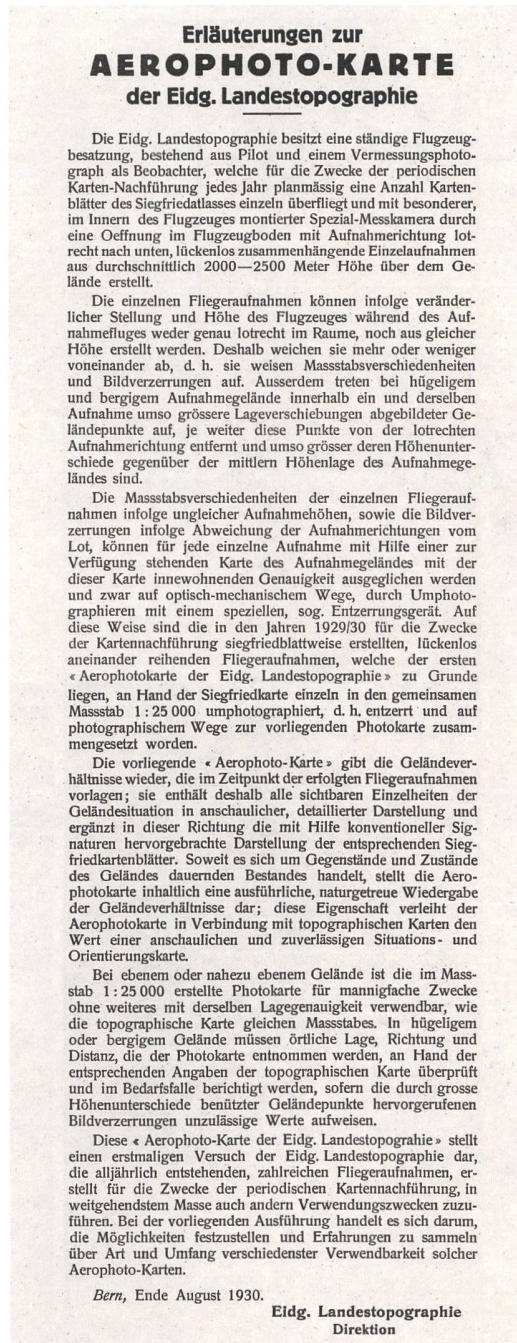 Erläuterungen zur
AEROPHOTO-KARTE
der Eidg. Landestopographie
Die Eidg. Landestopographie besitzt eine ständige Flugzeug-
besatzung, bestehend aus Pilot und einem Vermessungsphoto-
graph als Beobachter, welche für die Zwecke der periodischen
Karten-Nachführung jedes Jahr planmässig eine Anzahl Karten-
blätter des Siegfriedatlasses einzeln überfliegt und mit besonderer,
im Innern des Flugzeuges montierter Spezial-Messkamera durch
eine Oeffnung im Flugzeugboden mit Aufnahmerichtung lot-
recht nach unten, lückenlos zusammenhängende Einzelaufnahmen
aus durchschnittlich 2000—2500 Meter Höhe über dem Ge-
lände erstellt.
Die einzelnen Fliegeraufnahmen können infolge veränder-
licher Stellung und Höhe des Flugzeuges während des Auf-
nahmefluges weder genau lotrecht im Raume, noch aus gleicher
Höhe erstellt werden. Deshalb weichen sie mehr oder weniger
voneinander ab, d. h. sie weisen Massstabsverschiedenheiten
und Bildverzerrungen auf. Ausserdem treten bei hügeligem
und bergigem Aufnahmegelände innerhalb ein und derselben
Aufnahme umso grössere Lageverschiebungen abgebildeter Ge-
ländepunkte auf, je weiter diese Punkte von der lotrechten
Aufnahmerichtung entfernt und umso grösser deren Höhenunter-
schiede gegenüber der mittlern Höhenlage des Aufnahmege-
ländes sind.
Die Massstabsverschiedenheiten der einzelnen Fliegerauf-
nahmen infolge ungleicher Aufnahmehöhen, sowie die Bildver-
zerrungen infolge Abweichung der Aufnahmerichtungen vom
Lot, können für jede einzelne Aufnahme mit Hilfe einer zur
Verfügung stehenden Karte des Aufnahmegeländes mit der
dieser Karte innewohnenden Genauigkeit ausgeglichen werden
und zwar auf optisch-mechanischem Wege, durch Umphoto-
graphieren mit einem speziellen, sog. Entzerrungsgerät. Auf
diese Weise sind die in den Jahren 1929/30 für die Zwecke
der Kartennachführung siegfriedblattweise erstellten, lückenlos
aneinander reihenden Fliegeraufnahmen, welche der ersten
« Aerophotokarte der Eidg. Landestopographie » zu Grunde
liegen, an Hand der Siegfriedkarte einzeln in den gemeinsamen
Massstab 1 : 25 000 umphotographiert, d. h. entzerrt und auf
photographischem Wege zur vorliegenden Photokarte zusam-
mengesetzt worden.
Die vorliegende « Aerophoto-Karte » gibt die Geländever-
hältnisse wieder, die im Zeitpunkt der erfolgten Fliegeraufnahmen
vorlagen; sie enthält deshalb alle sichtbaren Einzelheiten der
Geländesituation in anschaulicher, detaillierter Darstellung und
ergänzt in dieser Richtung die mit Hilfe konventioneller Sig-
naturen hervorgebrachte Darstellung der entsprechenden Sieg-
friedkartenblätter. Soweit es sich um Gegenstände und Zustände
des Geländes dauernden Bestandes handelt, stellt die Aero-
photokarte inhaltlich eine ausführliche, naturgetreue Wiedergabe
der Geländeverhältnisse dar; diese Eigenschaft verleiht der
Aerophotokarte in Verbindung mit topographischen Karten den
Wert einer anschaulichen und zuverlässigen Situations- und
Orientierungskarte.
Bei ebenem oder nahezu ebenem Gelände ist die im Mass-
stab 1 : 25 000 erstellte Photokarte für mannigfache Zwecke
ohne weiteres mit derselben Lagegenauigkeit verwendbar, wie
die topographische Karte gleichen Massstabes. In hügeligem
oder bergigem Gelände müssen örtliche Lage, Richtung und
Distanz, die der Photokarte entnommen werden, an Hand der
entsprechenden Angaben der topographischen Karte überprüft
und im Bedarfsfalle berichtigt werden, sofern die durch grosse
Höhenunterschiede benützter Geländepunkte hervorgerufenen
Bildverzerrungen unzulässige Werte aufweisen.
Diese « Aerophoto-Karte der Eidg. Landestopograhie » stellt
einen erstmaligen Versuch der Eidg. Landestopographie dar,
die alljährlich entstehenden, zahlreichen Fliegeraufnahmen, er-
stellt für die Zwecke der periodischen Kartennachführung, in
weitgehendstem Masse auch andern Verwendungszwecken zuzu-
führen. Bei der vorliegenden Ausführung handelt es sich darum,
die Möglichkeiten festzustellen und Erfahrungen zu sammeln
über Art und Umfang verschiedenster Verwendbarkeit solcher
Aerophoto-Karten.
Bern, Ende August 1930.
Eidg. Landestopographie
Direktion